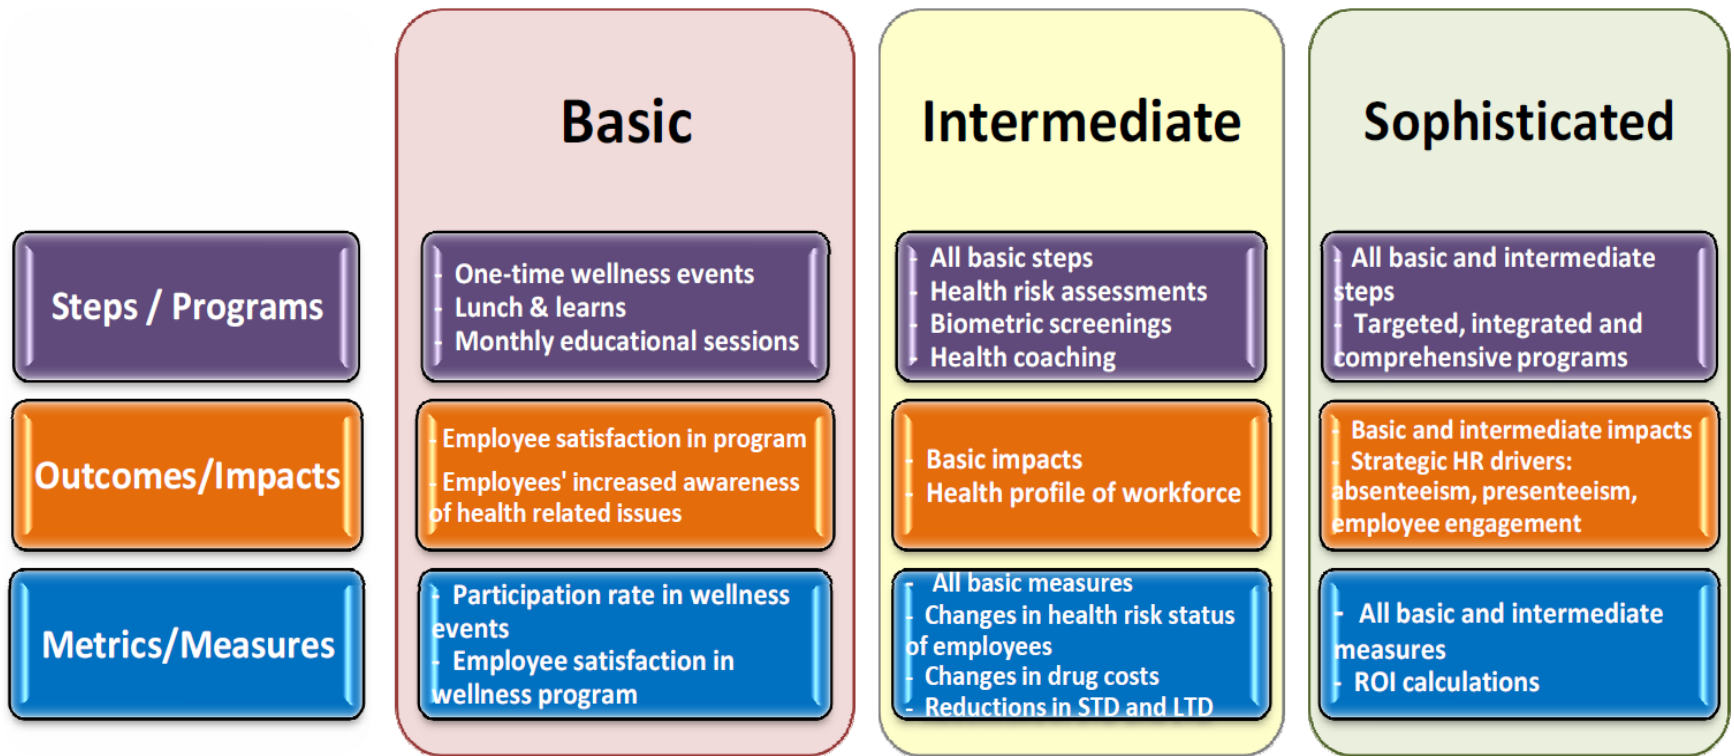 Basic
Intermediate
Sophisticated
Steps / Programs
- One-time wellness events
- Lunch & learns
- Monthly educational sessions
- All basic steps
- Health risk assessments
- Biometric screenings
- Health coaching
- All basic and intermediate
steps
- Targeted, integrated and
comprehensive programs
Outcomes/Impacts
- Employee satisfaction in program
- Employees' increased awareness
of health related issues
- Basic impacts
- Health profile of workforce
- Basic and intermediate impacts
- Strategic HR drivers:
absenteeism, presenteeism,
employee engagement
Metrics/Measures
- Participation rate in wellness
events
- Employee satisfaction in
wellness program
- All basic measures
- Changes in health risk status
of employees
- Changes in drug costs
- Reductions in STD and LTD
- All basic and intermediate
measures
- ROI calculations